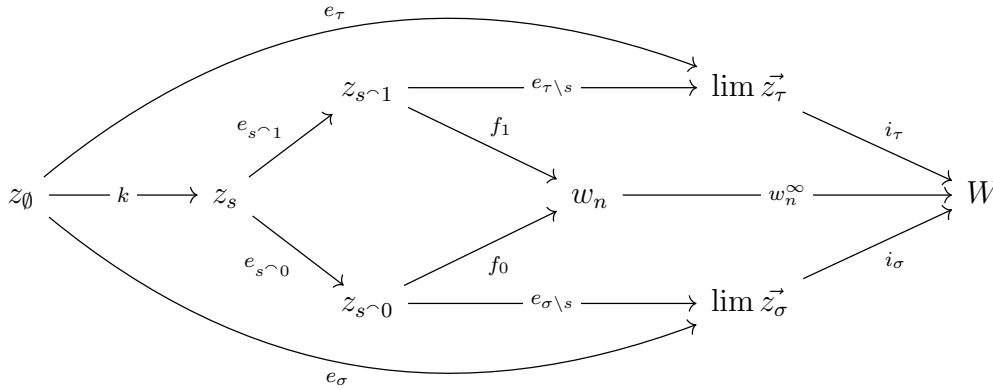 e_τ
z_{s⌢1} e_{τ\s} lim z⃗_τ
e_{s⌢1} f_1 i_τ
z_∅ k z_s w_n w_n^∞ W
e_{s⌢0} f_0 i_σ
z_{s⌢0} e_{σ\s} lim z⃗_σ
e_σ